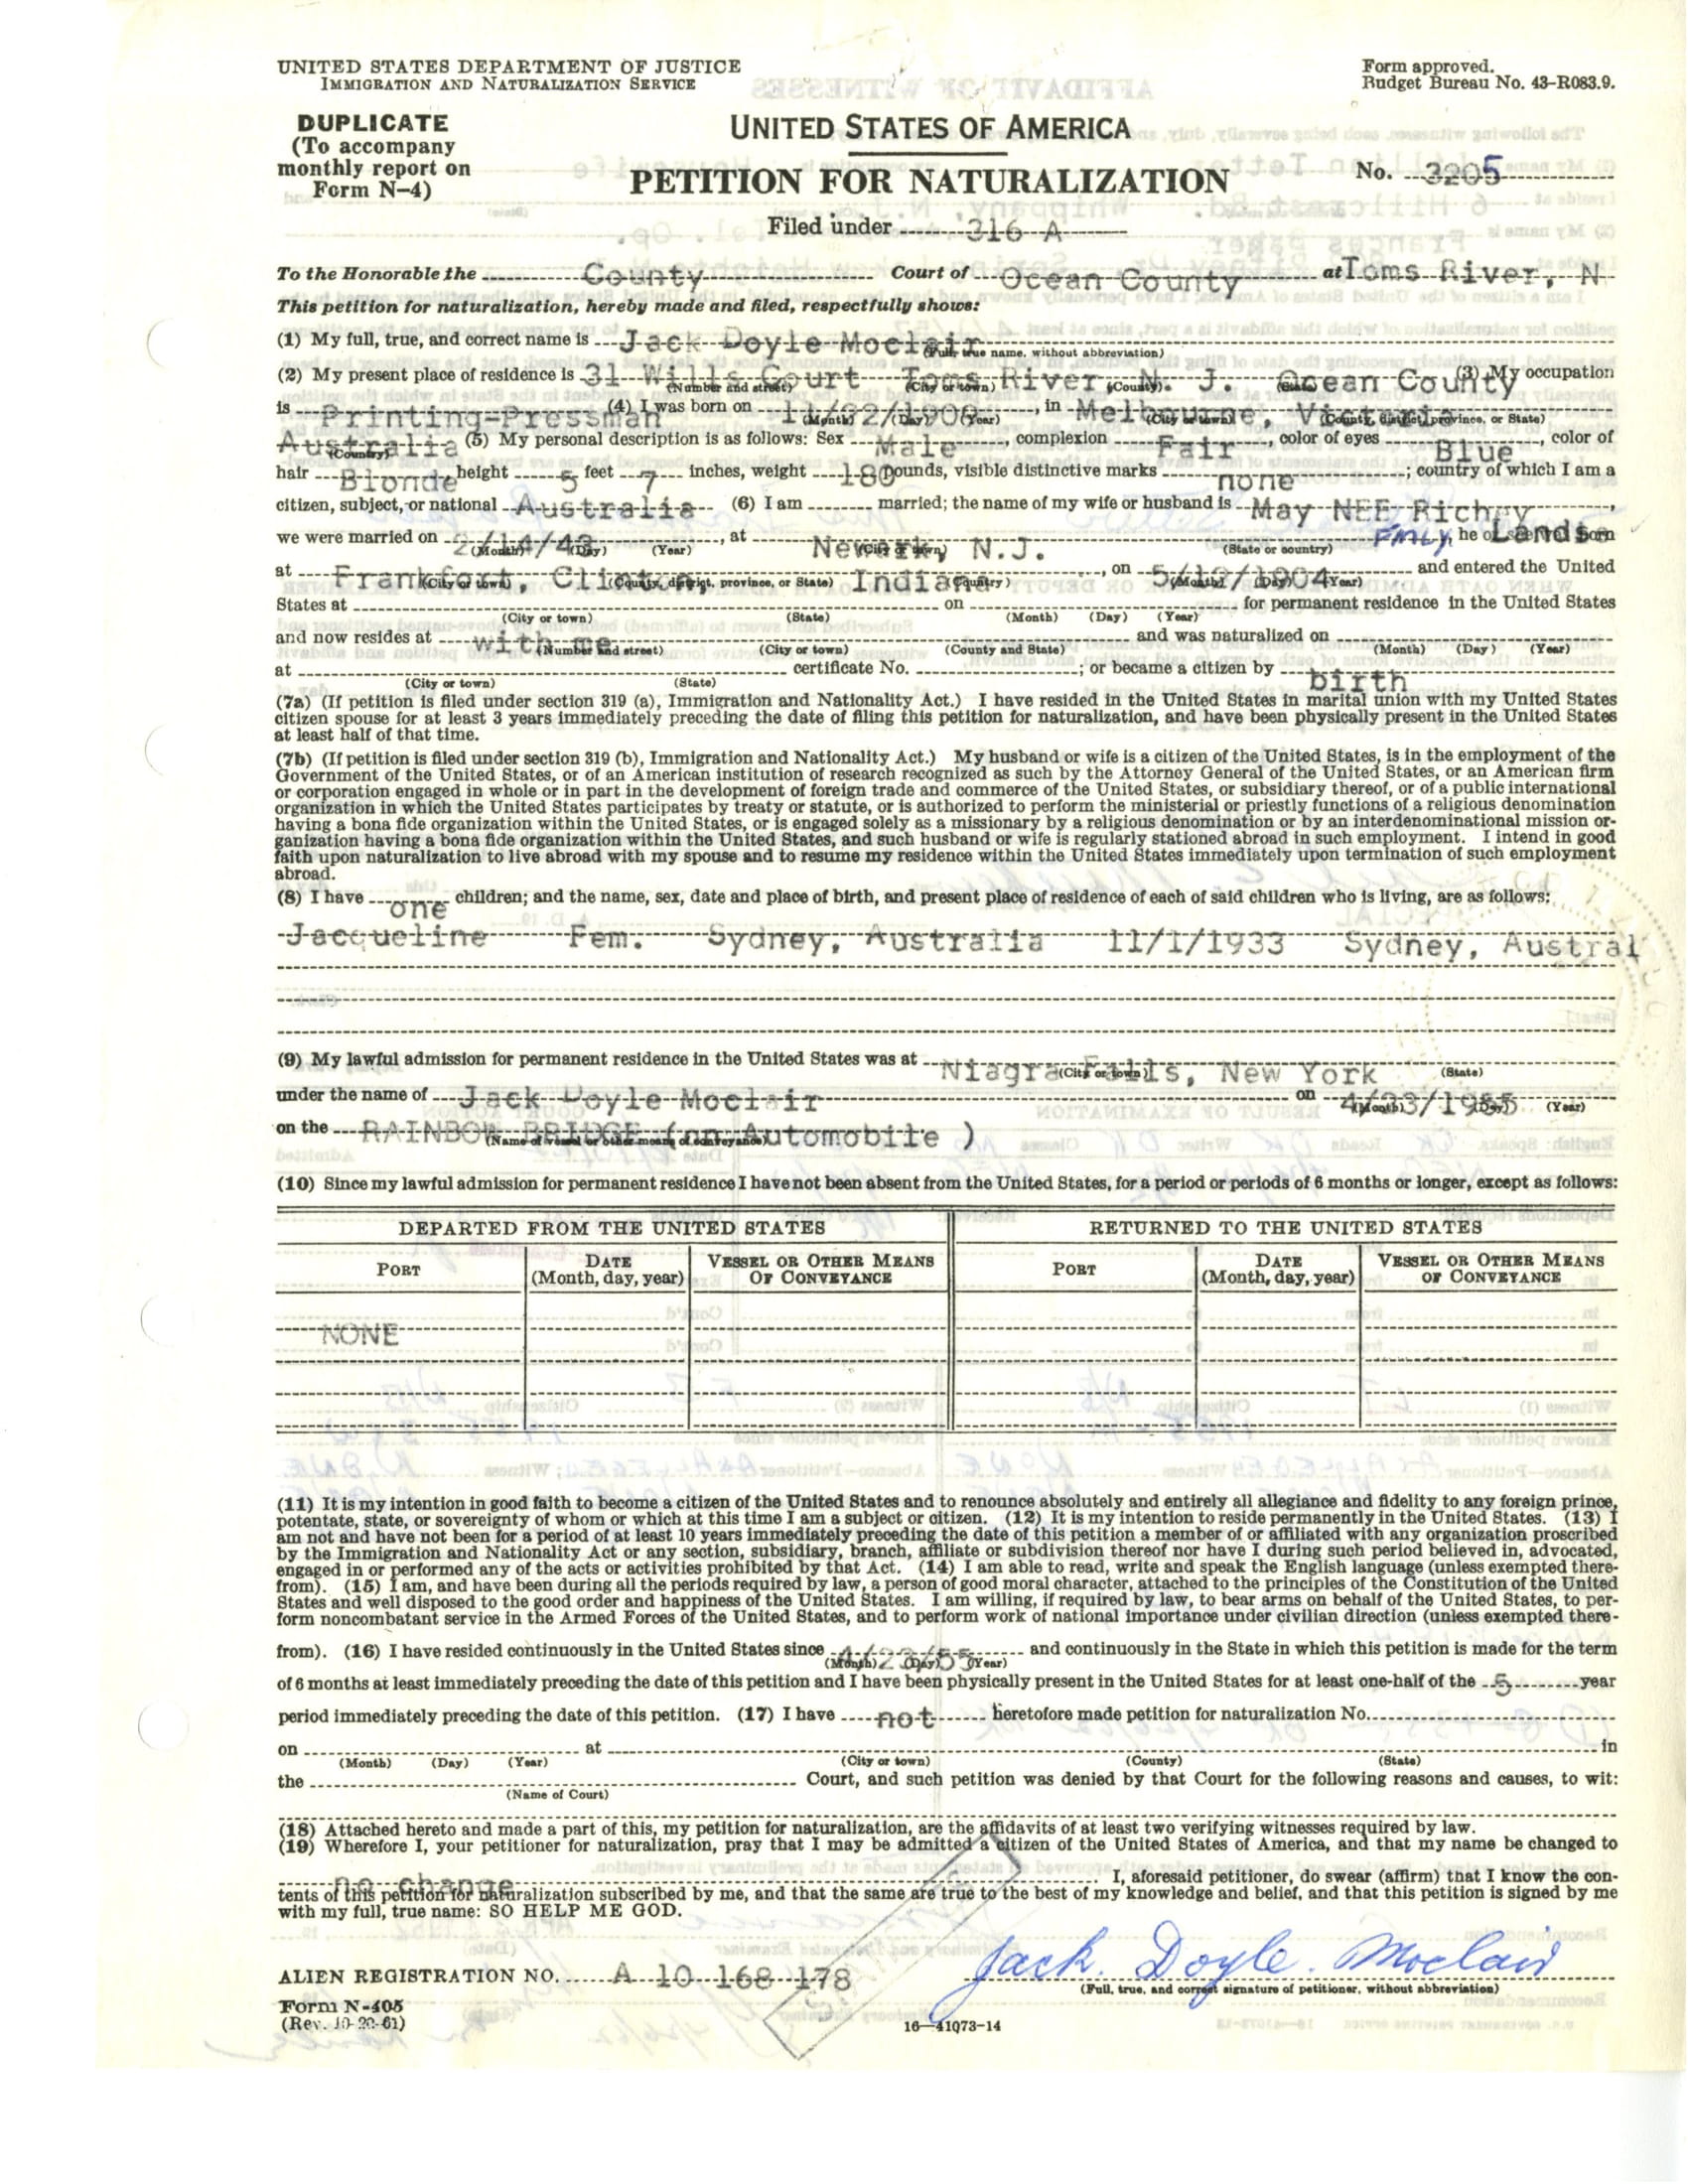 UNITED STATES DEPARTMENT OF JUSTICE
IMMIGRATION AND NATURALIZATION SERVICE
Form approved.
Budget Bureau No. 43-R083.9.
DUPLICATE
(To accompany
monthly report on
Form N-4)
UNITED STATES OF AMERICA
PETITION FOR NATURALIZATION
No. 3205
Filed under 316 A
To the Honorable the County Court of Ocean County at Toms River, N
This petition for naturalization, hereby made and filed, respectfully shows:
(1) My full, true, and correct name is Jack Doyle Moclair
(Full, true name, without abbreviation)
(2) My present place of residence is 31 Wills Court Toms River, N. J. Ocean County (3) My occupation
(Number and street) (City or town) (County) (State)
is Printing-Pressman (4) I was born on 11/22/1906, in Melbourne, Victoria
(Month) (Day) (Year) (City or town) (County, district, province, or State)
Australia (5) My personal description is as follows: Sex Male, complexion Fair, color of eyes Blue, color of
(Country)
hair Blonde height 5 feet 7 inches, weight 180 pounds, visible distinctive marks none; country of which I am a
citizen, subject, or national Australia (6) I am married; the name of my wife or husband is May NEE Richey,
we were married on 2/14/43, at Newark, N.J. he or she was born
(Month) (Day) (Year) (City or town) (State or country)
at Frankfort, Clinton, Indiana, on 5/12/1904 and entered the United
(City or town) (County, district, province, or State) (Country) (Month) (Day) (Year)
States at on for permanent residence in the United States
(City or town) (State) (Month) (Day) (Year)
and now resides at with me and was naturalized on
(Number and street) (City or town) (County and State) (Month) (Day) (Year)
at certificate No. ; or became a citizen by birth
(City or town) (State)
(7a) (If petition is filed under section 319 (a), Immigration and Nationality Act.) I have resided in the United States in marital union with my United States
citizen spouse for at least 3 years immediately preceding the date of filing this petition for naturalization, and have been physically present in the United States
at least half of that time.
(7b) (If petition is filed under section 319 (b), Immigration and Nationality Act.) My husband or wife is a citizen of the United States, is in the employment of the
Government of the United States, or of an American institution of research recognized as such by the Attorney General of the United States, or an American firm
or corporation engaged in whole or in part in the development of foreign trade and commerce of the United States, or subsidiary thereof, or of a public international
organization in which the United States participates by treaty or statute, or is authorized to perform the ministerial or priestly functions of a religious denomination
having a bona fide organization within the United States, or is engaged solely as a missionary by a religious denomination or by an interdenominational mission or-
ganization having a bona fide organization within the United States, and such husband or wife is regularly stationed abroad in such employment. I intend in good
faith upon naturalization to live abroad with my spouse and to resume my residence within the United States immediately upon termination of such employment
abroad.
(8) I have one children; and the name, sex, date and place of birth, and present place of residence of each of said children who is living, are as follows:
Jacqueline Fem. Sydney, Australia 11/1/1933 Sydney, Austral
(9) My lawful admission for permanent residence in the United States was at Niagra Falls, New York
(City or town) (State)
under the name of Jack Doyle Moclair on 4/23/1955
(Month) (Day) (Year)
on the RAINBOW BRIDGE (on Automobile )
(Name of vessel or other means of conveyance)
(10) Since my lawful admission for permanent residence I have not been absent from the United States, for a period or periods of 6 months or longer, except as follows:
DEPARTED FROM THE UNITED STATES RETURNED TO THE UNITED STATES
PORT DATE (Month, day, year) VESSEL OR OTHER MEANS OF CONVEYANCE PORT DATE (Month, day, year) VESSEL OR OTHER MEANS OF CONVEYANCE
NONE
(11) It is my intention in good faith to become a citizen of the United States and to renounce absolutely and entirely all allegiance and fidelity to any foreign prince,
potentate, state, or sovereignty of whom or which at this time I am a subject or citizen. (12) It is my intention to reside permanently in the United States. (13) I
am not and have not been for a period of at least 10 years immediately preceding the date of this petition a member of or affiliated with any organization proscribed
by the Immigration and Nationality Act or any section, subsidiary, branch, affiliate or subdivision thereof nor have I during such period believed in, advocated,
engaged in or performed any of the acts or activities prohibited by that Act. (14) I am able to read, write and speak the English language (unless exempted there-
from). (15) I am, and have been during all the periods required by law, a person of good moral character, attached to the principles of the Constitution of the United
States and well disposed to the good order and happiness of the United States. I am willing, if required by law, to bear arms on behalf of the United States, to per-
form noncombatant service in the Armed Forces of the United States, and to perform work of national importance under civilian direction (unless exempted there-
from). (16) I have resided continuously in the United States since 4/23/55 and continuously in the State in which this petition is made for the term
(Month) (Day) (Year)
of 6 months at least immediately preceding the date of this petition and I have been physically present in the United States for at least one-half of the 5 year
period immediately preceding the date of this petition. (17) I have not heretofore made petition for naturalization No.
on at in
(Month) (Day) (Year) (City or town) (County) (State)
the Court, and such petition was denied by that Court for the following reasons and causes, to wit:
(Name of Court)
(18) Attached hereto and made a part of this, my petition for naturalization, are the affidavits of at least two verifying witnesses required by law.
(19) Wherefore I, your petitioner for naturalization, pray that I may be admitted a citizen of the United States of America, and that my name be changed to
no change I, aforesaid petitioner, do swear (affirm) that I know the con-
tents of this petition for naturalization subscribed by me, and that the same are true to the best of my knowledge and belief, and that this petition is signed by me
with my full, true name: SO HELP ME GOD.
ALIEN REGISTRATION NO. A 10 168 178
Jack. Doyle. Moclair
(Full, true, and correct signature of petitioner, without abbreviation)
Form N-405
(Rev. 10-20-61)
16—41073-14